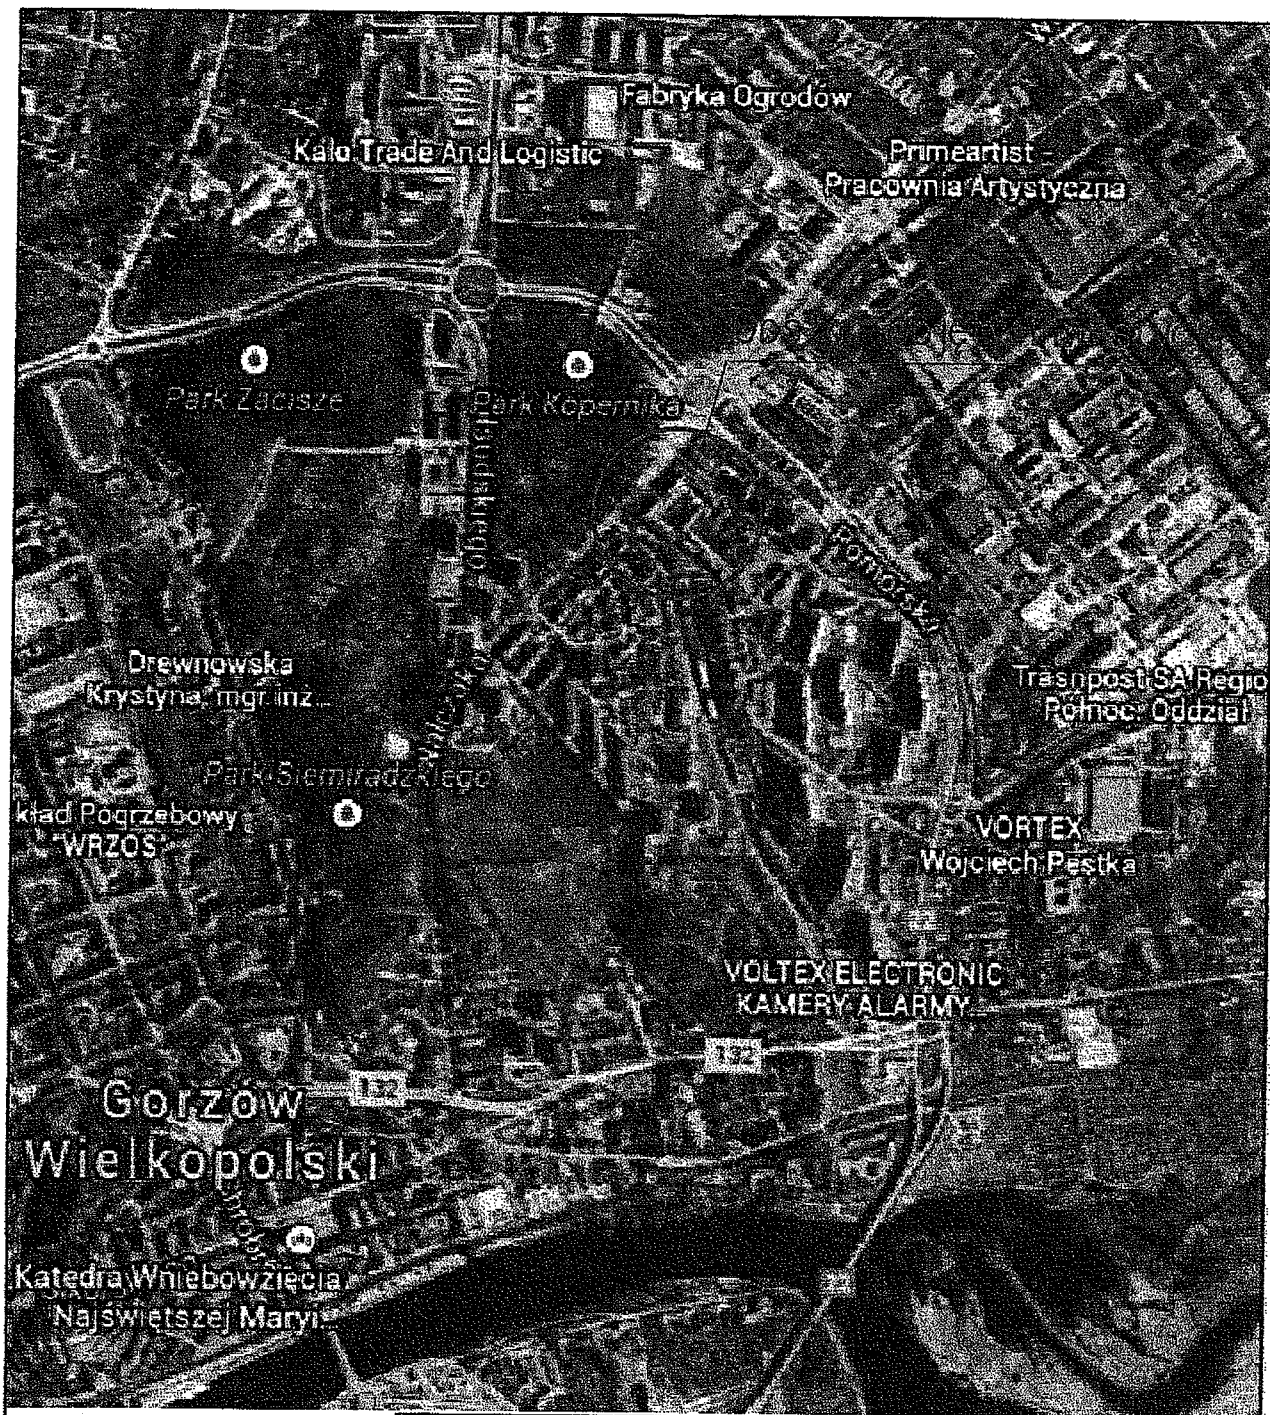 Fabryka Ogrodów
Kalo Trade And Logistic
Primeartist -
Pracownia Artystyczna
Park Zacisze
Park Kopernika
Pomorska
Walczaka
Drewnowska
Krystyna, mgr inż...
Trasnpost SA Regio
Północ. Oddział
Park Siemiradzkiego
kład Pogrzebowy
"WRZOS"
VORTEX
Wojciech Pestka
VOLTEX ELECTRONIC
KAMERY ALARMY...
132
132
Gorzów
Wielkopolski
Katedra Wniebowzięcia
Najświętszej Maryi...